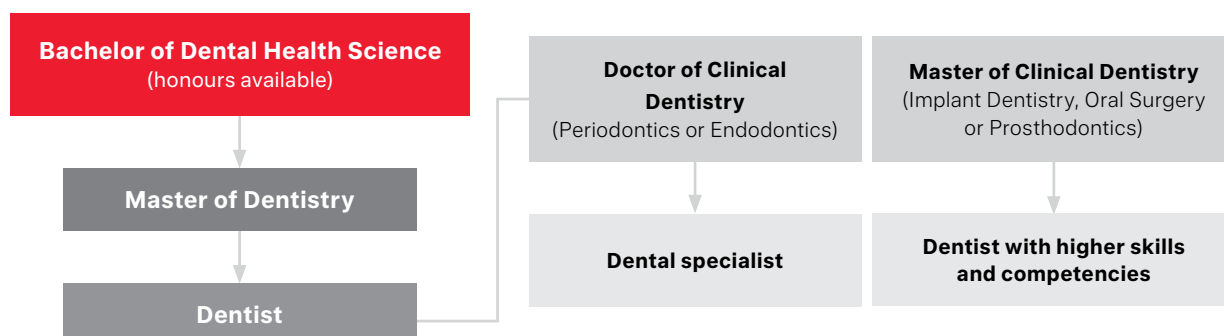 Bachelor of Dental Health Science
(honours available)
Master of Dentistry
Dentist
Doctor of Clinical
Dentistry
(Periodontics or Endodontics)
Dental specialist
Master of Clinical Dentistry
(Implant Dentistry, Oral Surgery
or Prosthodontics)
Dentist with higher skills
and competencies